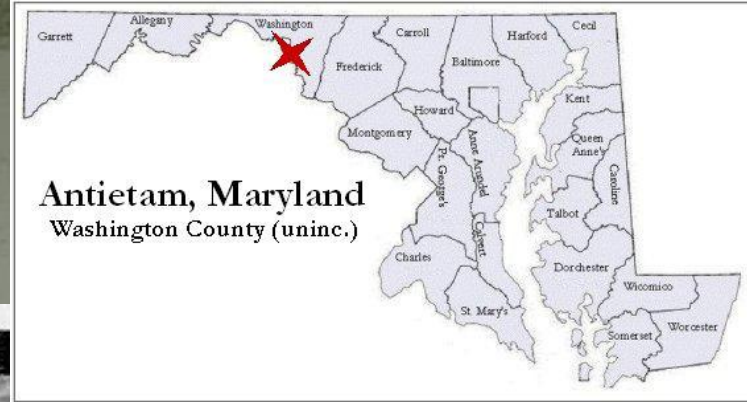 Garrett
Allegany
Washington
Frederick
Carroll
Baltimore
Harford
Cecil
Kent
Howard
Montgomery
Anne Arundel
Queen
Anne's
Caroline
Pr. George's
Calvert
Talbot
Charles
Dorchester
St. Mary's
Wicomico
Somerset
Worcester
Antietam, Maryland
Washington County (uninc.)